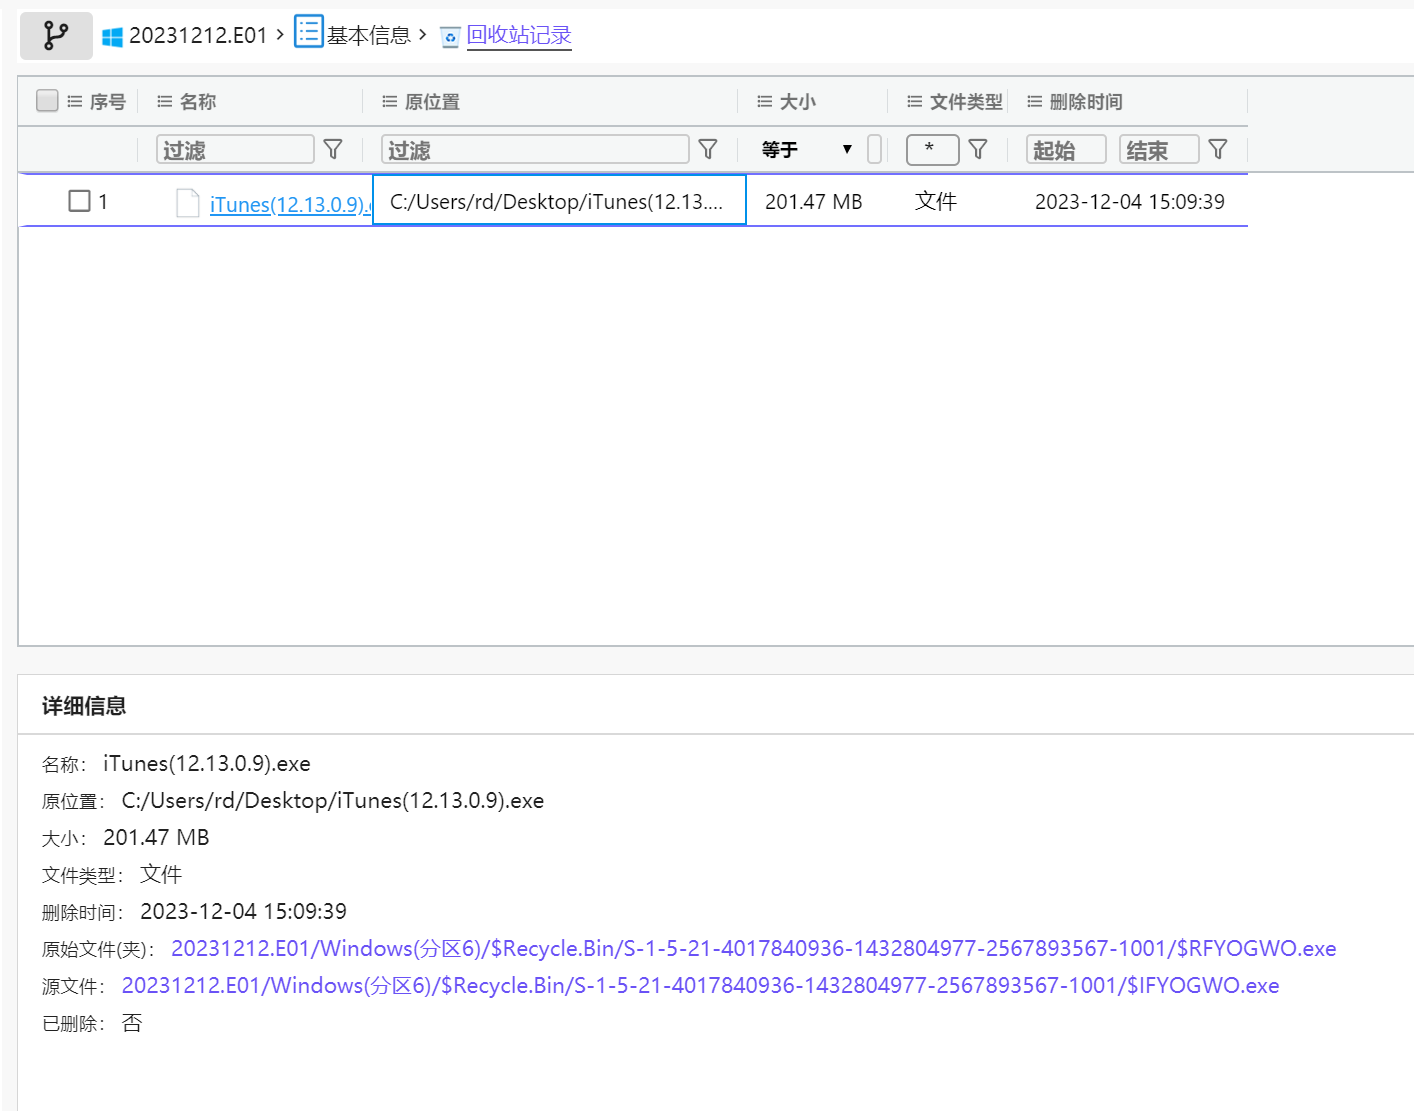 20231212.E01 > 基本信息 > 回收站记录
序号 名称 原位置 大小 文件类型 删除时间
过滤 过滤 等于 ▼ * 起始 结束
1 iTunes(12.13.0.9). C:/Users/rd/Desktop/iTunes(12.13.... 201.47 MB 文件 2023-12-04 15:09:39
详细信息
名称： iTunes(12.13.0.9).exe
原位置： C:/Users/rd/Desktop/iTunes(12.13.0.9).exe
大小： 201.47 MB
文件类型： 文件
删除时间： 2023-12-04 15:09:39
原始文件(夹)： 20231212.E01/Windows(分区6)/$Recycle.Bin/S-1-5-21-4017840936-1432804977-2567893567-1001/$RFYOGWO.exe
源文件： 20231212.E01/Windows(分区6)/$Recycle.Bin/S-1-5-21-4017840936-1432804977-2567893567-1001/$IFYOGWO.exe
已删除： 否